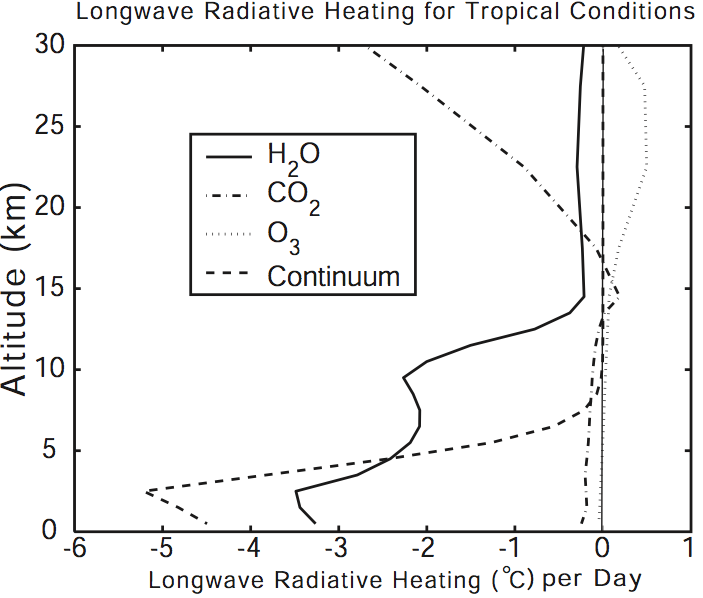 Longwave Radiative Heating for Tropical Conditions
30
25
20
15
10
5
0
Altitude (km)
H2O
CO2
O3
Continuum
-6 -5 -4 -3 -2 -1 0 1
Longwave Radiative Heating (°C) per Day